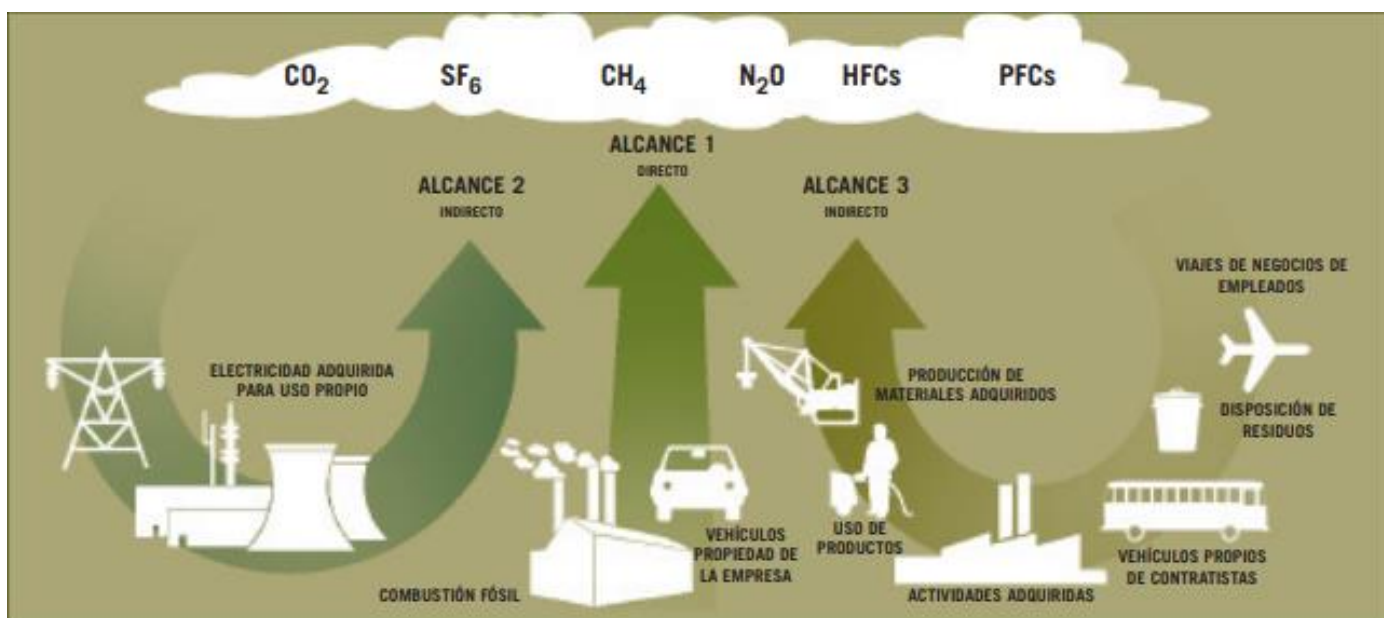 CO2
SF6
CH4
N2O
HFCs
PFCs
ALCANCE 1
DIRECTO
ALCANCE 2
INDIRECTO
ALCANCE 3
INDIRECTO
VIAJES DE NEGOCIOS DE
EMPLEADOS
ELECTRICIDAD ADQUIRIDA
PARA USO PROPIO
PRODUCCIÓN DE
MATERIALES ADQUIRIDOS
DISPOSICIÓN DE
RESIDUOS
VEHÍCULOS
PROPIEDAD DE
LA EMPRESA
USO DE
PRODUCTOS
VEHÍCULOS PROPIOS
DE CONTRATISTAS
COMBUSTIÓN FÓSIL
ACTIVIDADES ADQUIRIDAS